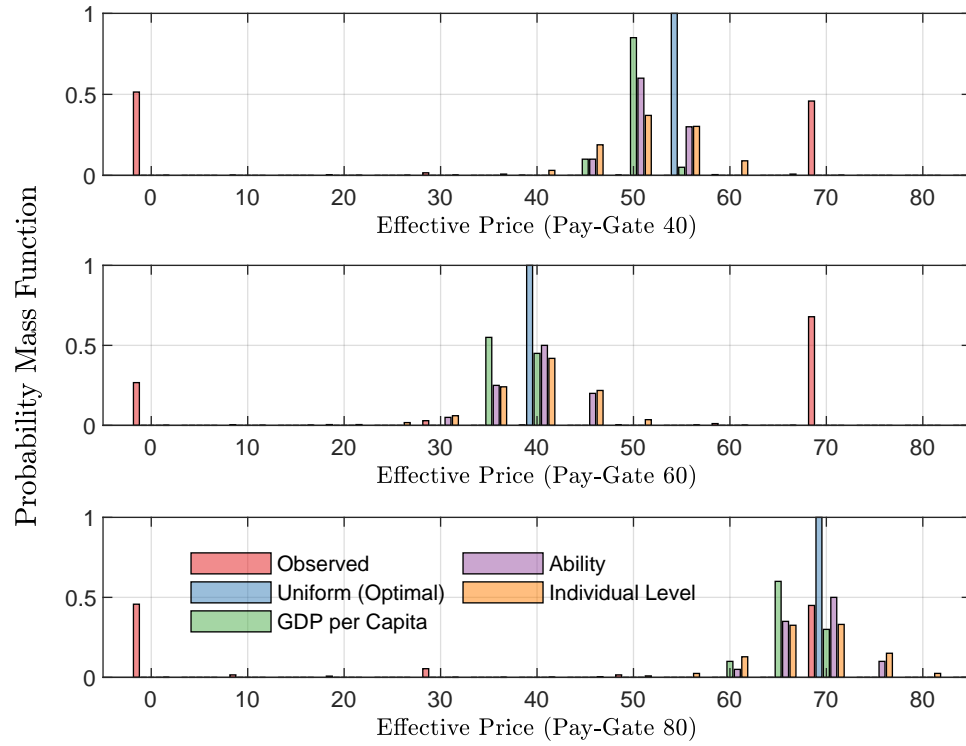 Probability Mass Function
1
0.5
0
0 10 20 30 40 50 60 70 80
Effective Price (Pay-Gate 40)
1
0.5
0
0 10 20 30 40 50 60 70 80
Effective Price (Pay-Gate 60)
1
0.5
0
Observed
Uniform (Optimal)
GDP per Capita
Ability
Individual Level
0 10 20 30 40 50 60 70 80
Effective Price (Pay-Gate 80)